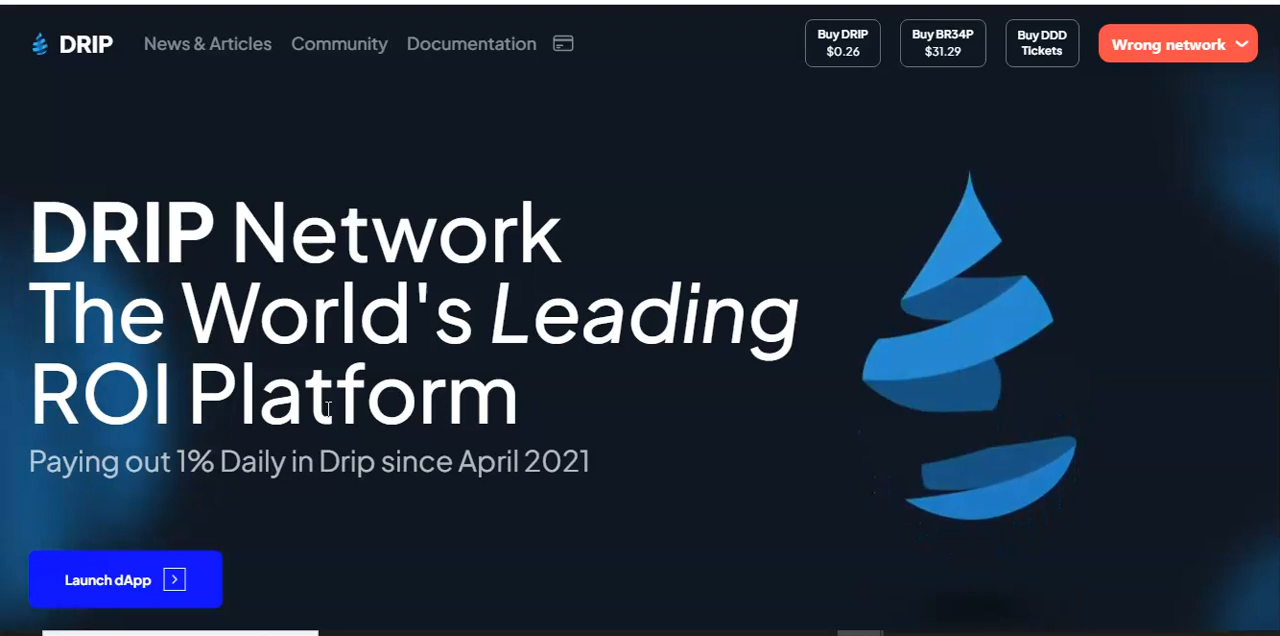 DRIP
News & Articles
Community
Documentation
Buy DRIP
$0.26
Buy BR34P
$31.29
Buy DDD
Tickets
Wrong network
DRIP Network
The World's Leading
ROI Platform
Paying out 1% Daily in Drip since April 2021
Launch dApp